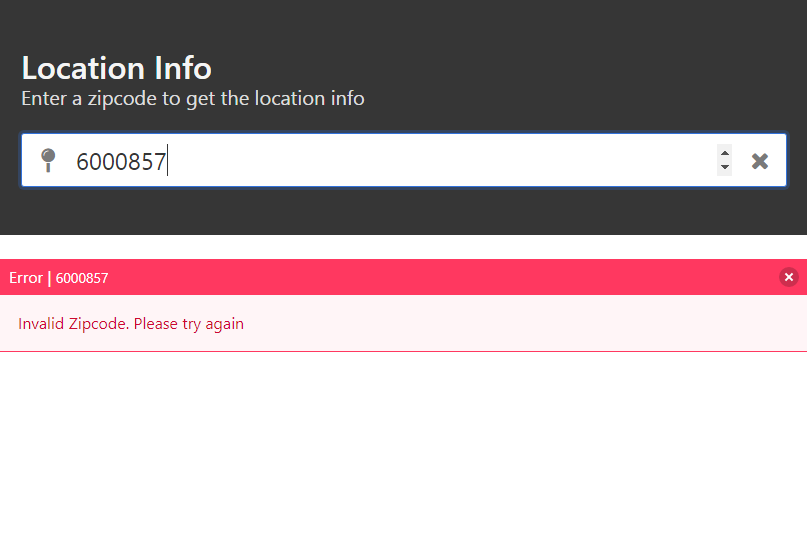 Location Info
Enter a zipcode to get the location info
6000857
Error | 6000857
Invalid Zipcode. Please try again